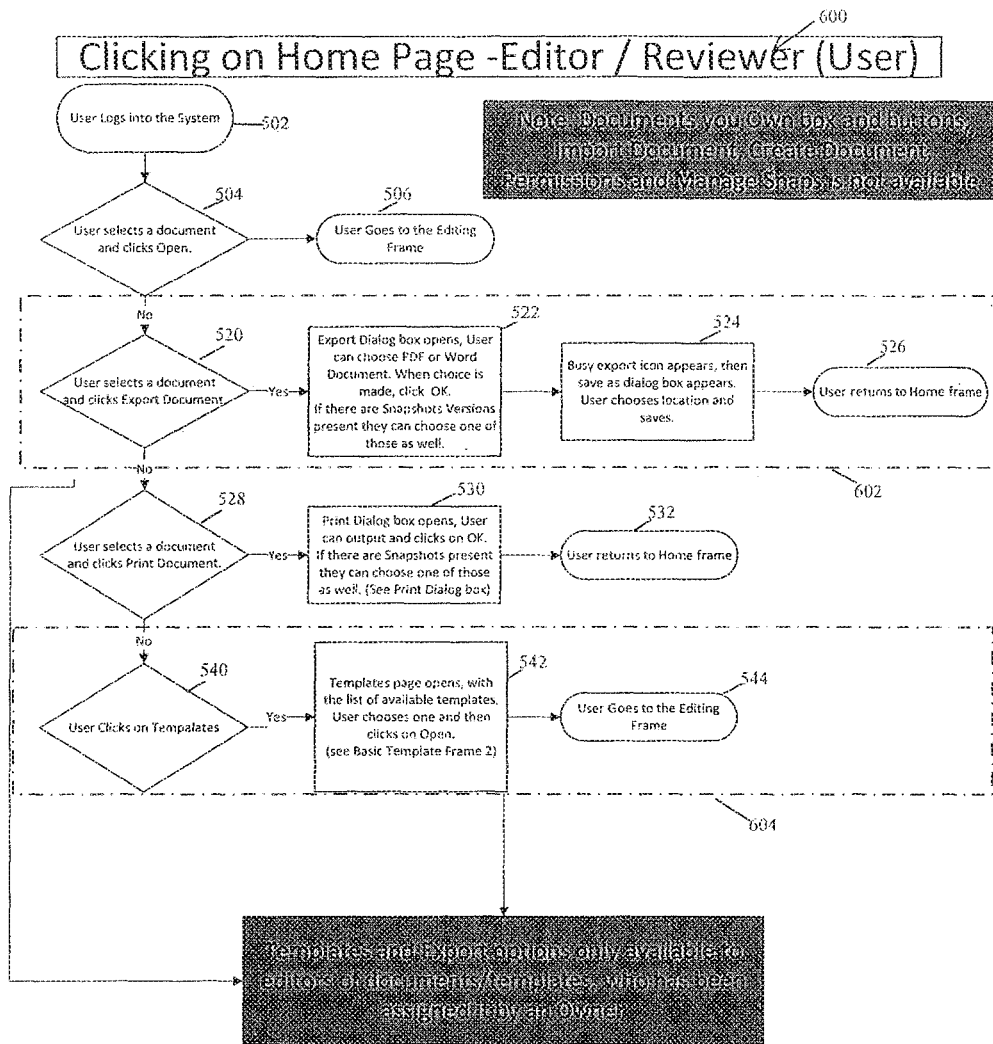 600
Clicking on Home Page -Editor / Reviewer (User)
User Logs into the System
502
Note: Documents you Own box and buttons,
Import Document, Create Document,
Permissions and Manage Snaps is not available
504
User selects a document
and clicks Open.
506
User Goes to the Editing
Frame
No
520
User selects a document
and clicks Export Document
Yes
522
Export Dialog box opens, User
can choose PDF or Word
Document. When choice is
made, click OK.
If there are Snapshots Versions
present they can choose one of
those as well.
524
Busy export icon appears, then
save as dialog box appears.
User chooses location and
saves.
526
User returns to Home frame
602
No
528
User selects a document
and clicks Print Document.
Yes
530
Print Dialog box opens, User
can output and clicks on OK.
If there are Snapshots present
they can choose one of those
as well. (See Print Dialog box)
532
User returns to Home frame
No
540
User Clicks on Tempalates
Yes
542
Templates page opens, with
the list of available templates.
User chooses one and then
clicks on Open.
(see Basic Template Frame 2)
544
User Goes to the Editing
Frame
604
Templates and Export options only available to
editors of documents/templates, who has been
assigned it by an Owner